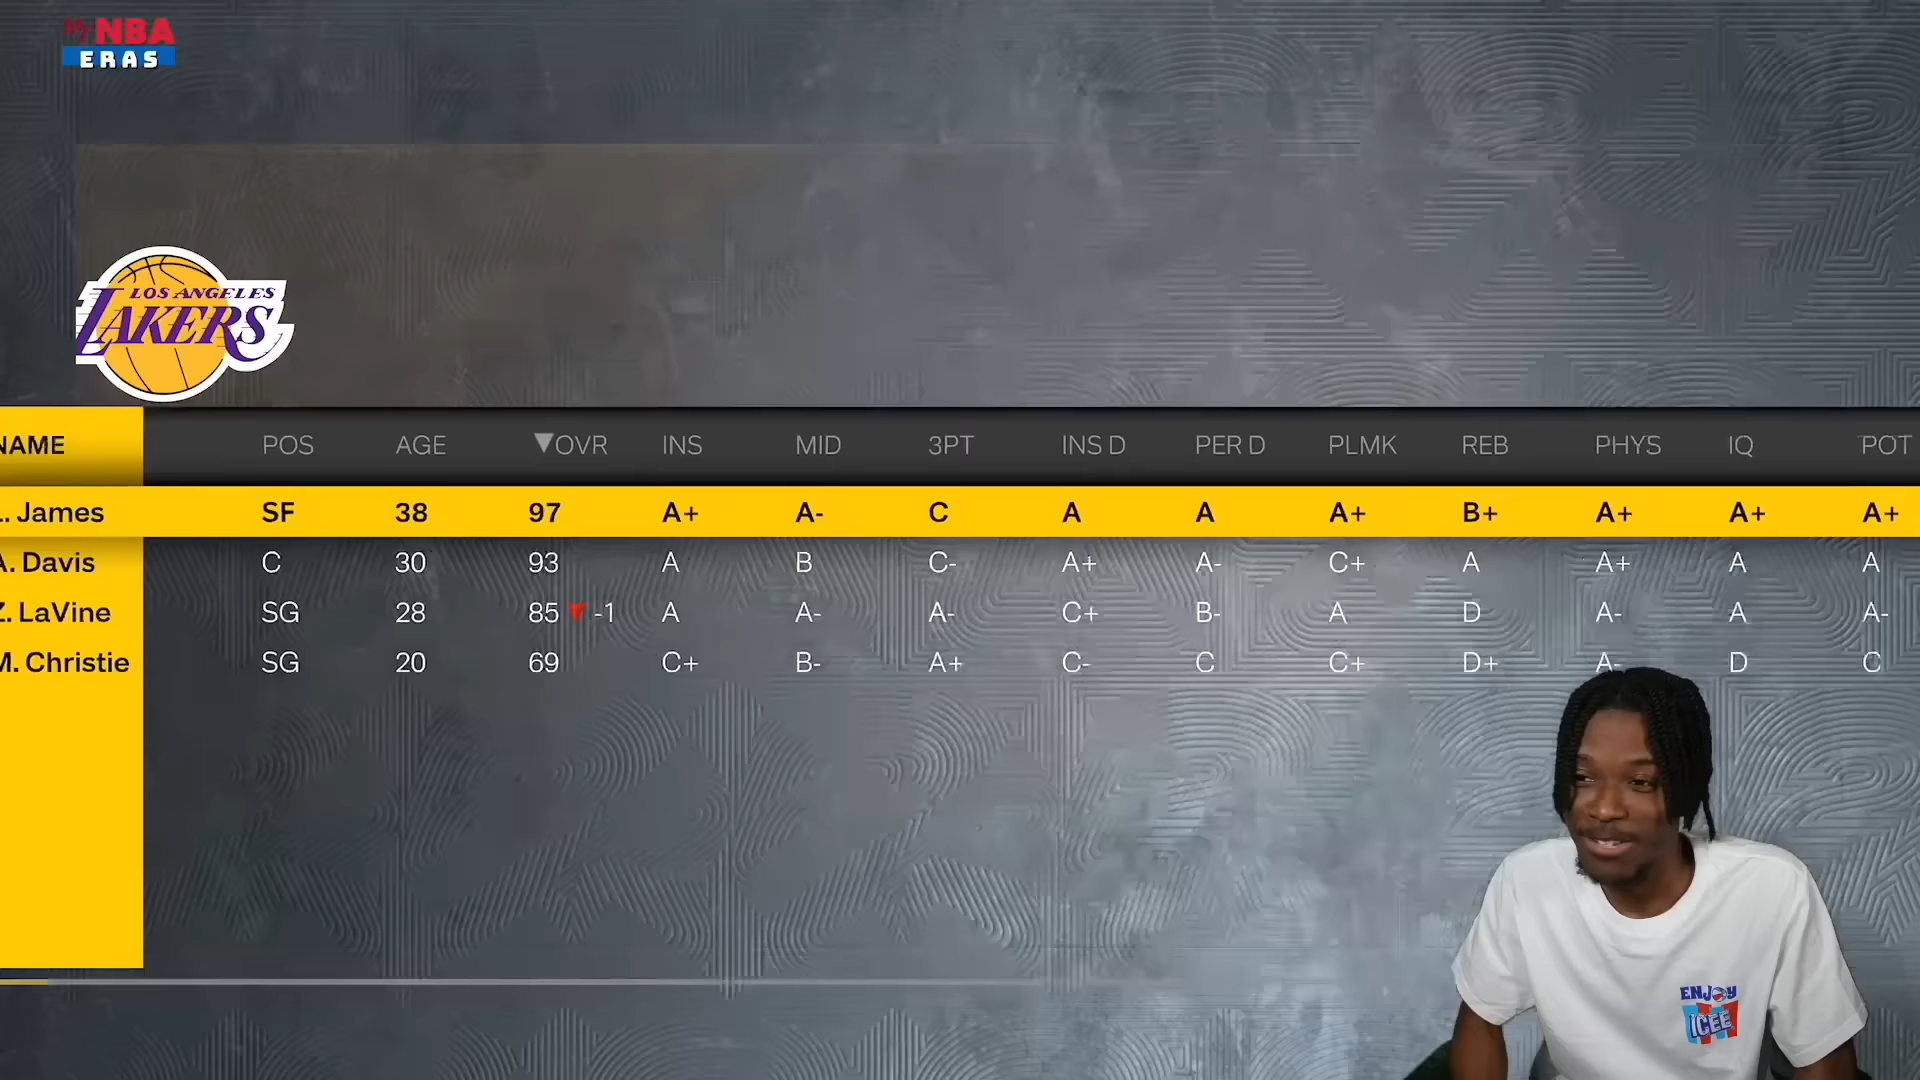 My NBA
ERAS
LOS ANGELES
LAKERS
NAME POS AGE ▼OVR INS MID 3PT INS D PER D PLMK REB PHYS IQ POT
. James SF 38 97 A+ A- C A A A+ B+ A+ A+ A+
A. Davis C 30 93 A B C- A+ A- C+ A A+ A A
Z. LaVine SG 28 85 ▼ -1 A A- A- C+ B- A D A- A A-
M. Christie SG 20 69 C+ B- A+ C- C C+ D+ A- D C
ENJOY
ICEE